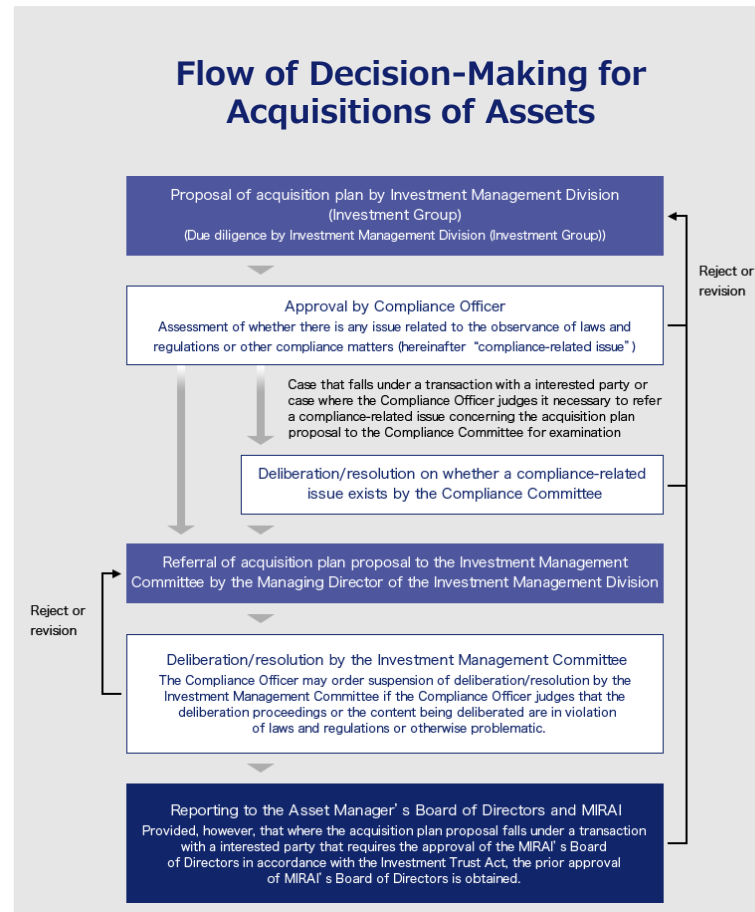 Flow of Decision-Making for
Acquisitions of Assets
Proposal of acquisition plan by Investment Management Division
(Investment Group)
(Due diligence by Investment Management Division (Investment Group))
Reject or
revision
Approval by Compliance Officer
Assessment of whether there is any issue related to the observance of laws and
regulations or other compliance matters (hereinafter “compliance-related issue”)
Case that falls under a transaction with a interested party or
case where the Compliance Officer judges it necessary to refer
a compliance-related issue concerning the acquisition plan
proposal to the Compliance Committee for examination
Deliberation/resolution on whether a compliance-related
issue exists by the Compliance Committee
Referral of acquisition plan proposal to the Investment Management
Committee by the Managing Director of the Investment Management Division
Reject or
revision
Deliberation/resolution by the Investment Management Committee
The Compliance Officer may order suspension of deliberation/resolution by the
Investment Management Committee if the Compliance Officer judges that the
deliberation proceedings or the content being deliberated are in violation
of laws and regulations or otherwise problematic.
Reporting to the Asset Manager’s Board of Directors and MIRAI
Provided, however, that where the acquisition plan proposal falls under a transaction
with a interested party that requires the approval of the MIRAI’s Board
of Directors in accordance with the Investment Trust Act, the prior approval
of MIRAI’s Board of Directors is obtained.